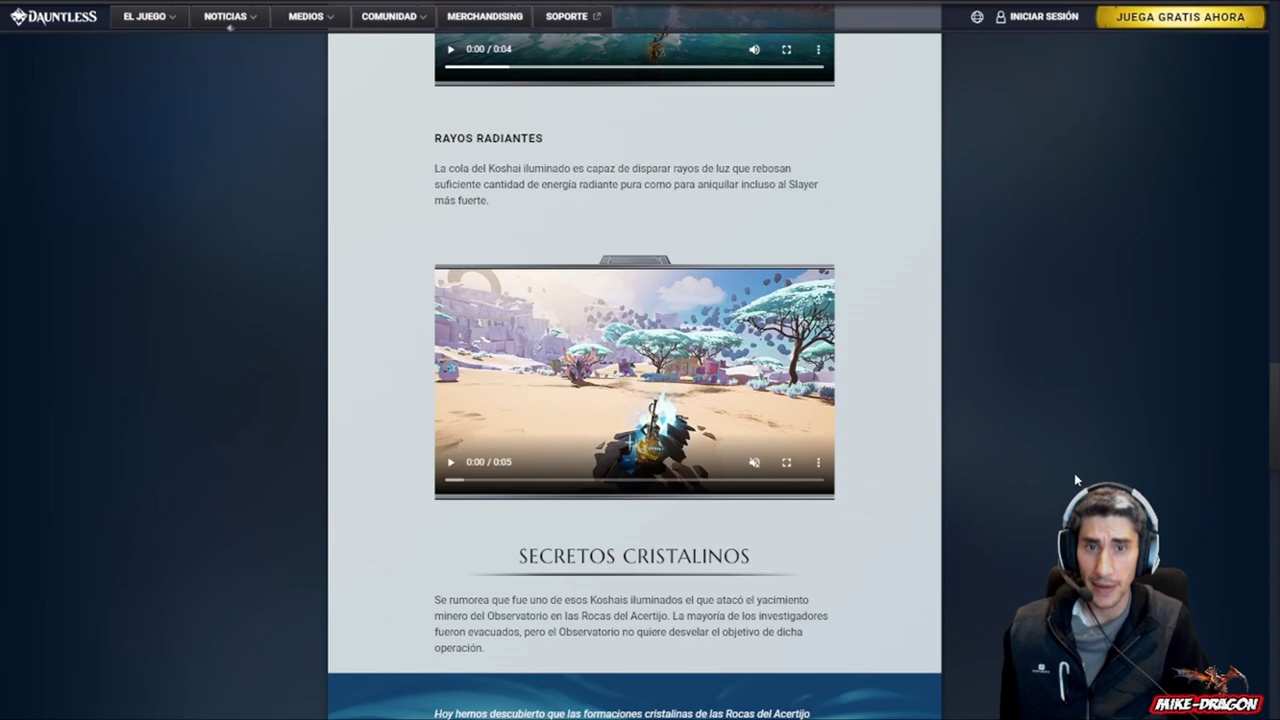 DAUNTLESS
EL JUEGO
NOTICIAS
MEDIOS
COMUNIDAD
MERCHANDISING
SOPORTE
INICIAR SESIÓN
JUEGA GRATIS AHORA
0:00 / 0:04
RAYOS RADIANTES
La cola del Koshai iluminado es capaz de disparar rayos de luz que rebosan
suficiente cantidad de energía radiante pura como para aniquilar incluso al Slayer
más fuerte.
0:00 / 0:05
SECRETOS CRISTALINOS
Se rumorea que fue uno de esos Koshais iluminados el que atacó el yacimiento
minero del Observatorio en las Rocas del Acertijo. La mayoría de los investigadores
fueron evacuados, pero el Observatorio no quiere desvelar el objetivo de dicha
operación.
MIKE-DRAGON
Hoy hemos descubierto que las formaciones cristalinas de las Rocas del Acertijo